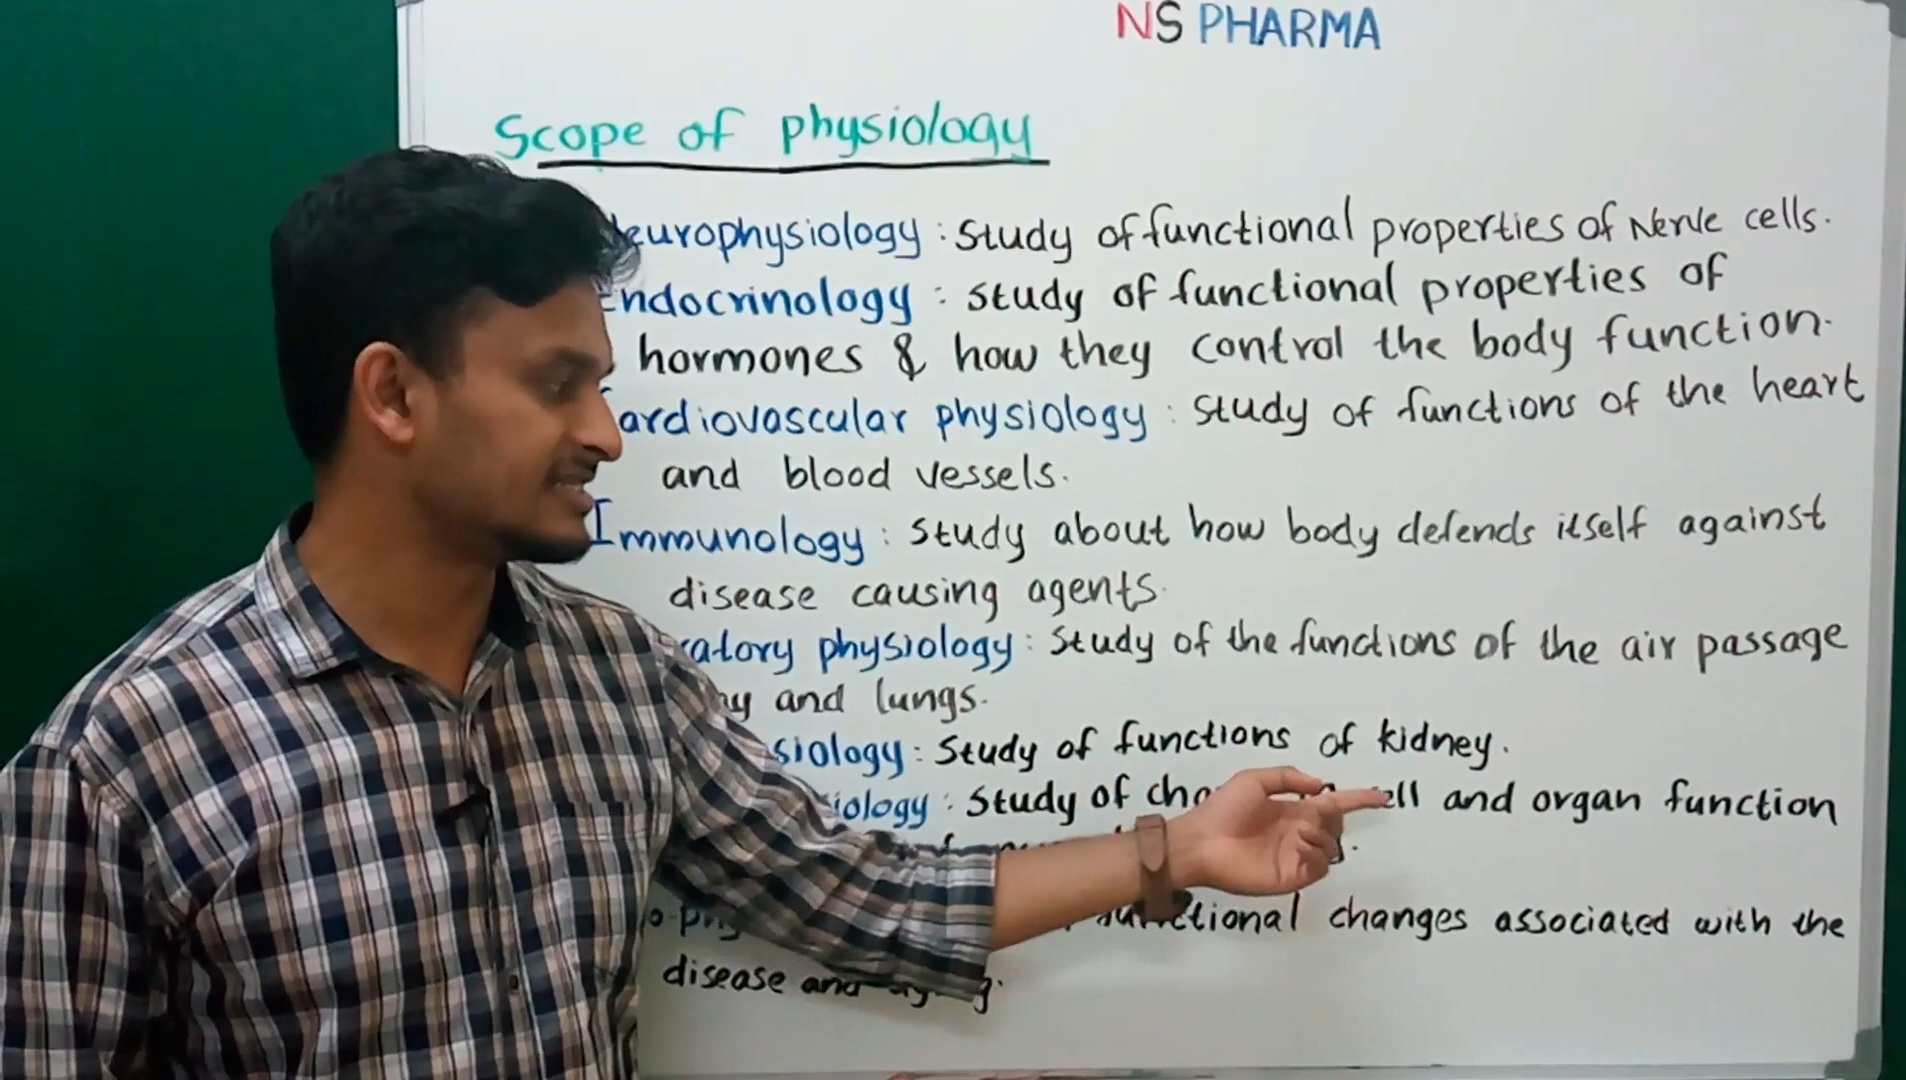 NS PHARMA
Scope of physiology
europhysiology : Study of functional properties of Nerve cells.
Endocrinology : Study of functional properties of
hormones & how they control the body function.
ardiovascular physiology : Study of functions of the heart
and blood vessels.
Immunology : Study about how body defends itself against
disease causing agents.
ratory physiology : Study of the functions of the air passage
and lungs.
siology : Study of functions of kidney.
iology : Study of and organ function
functional changes associated with the
disease and